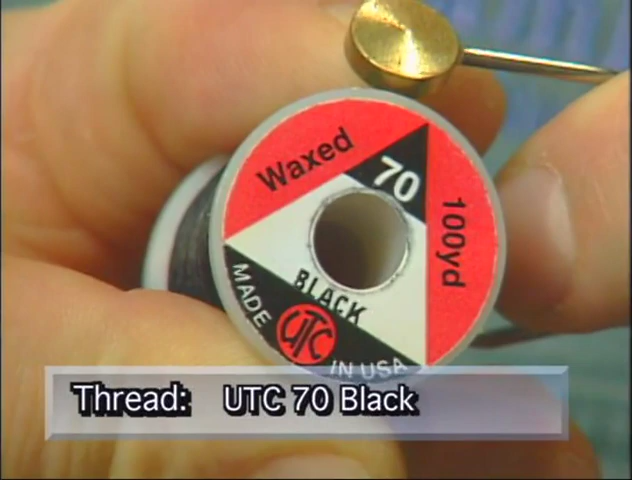 Waxed
70
100yd
BLACK
MADE
UTC
IN USA
Thread: UTC 70 Black